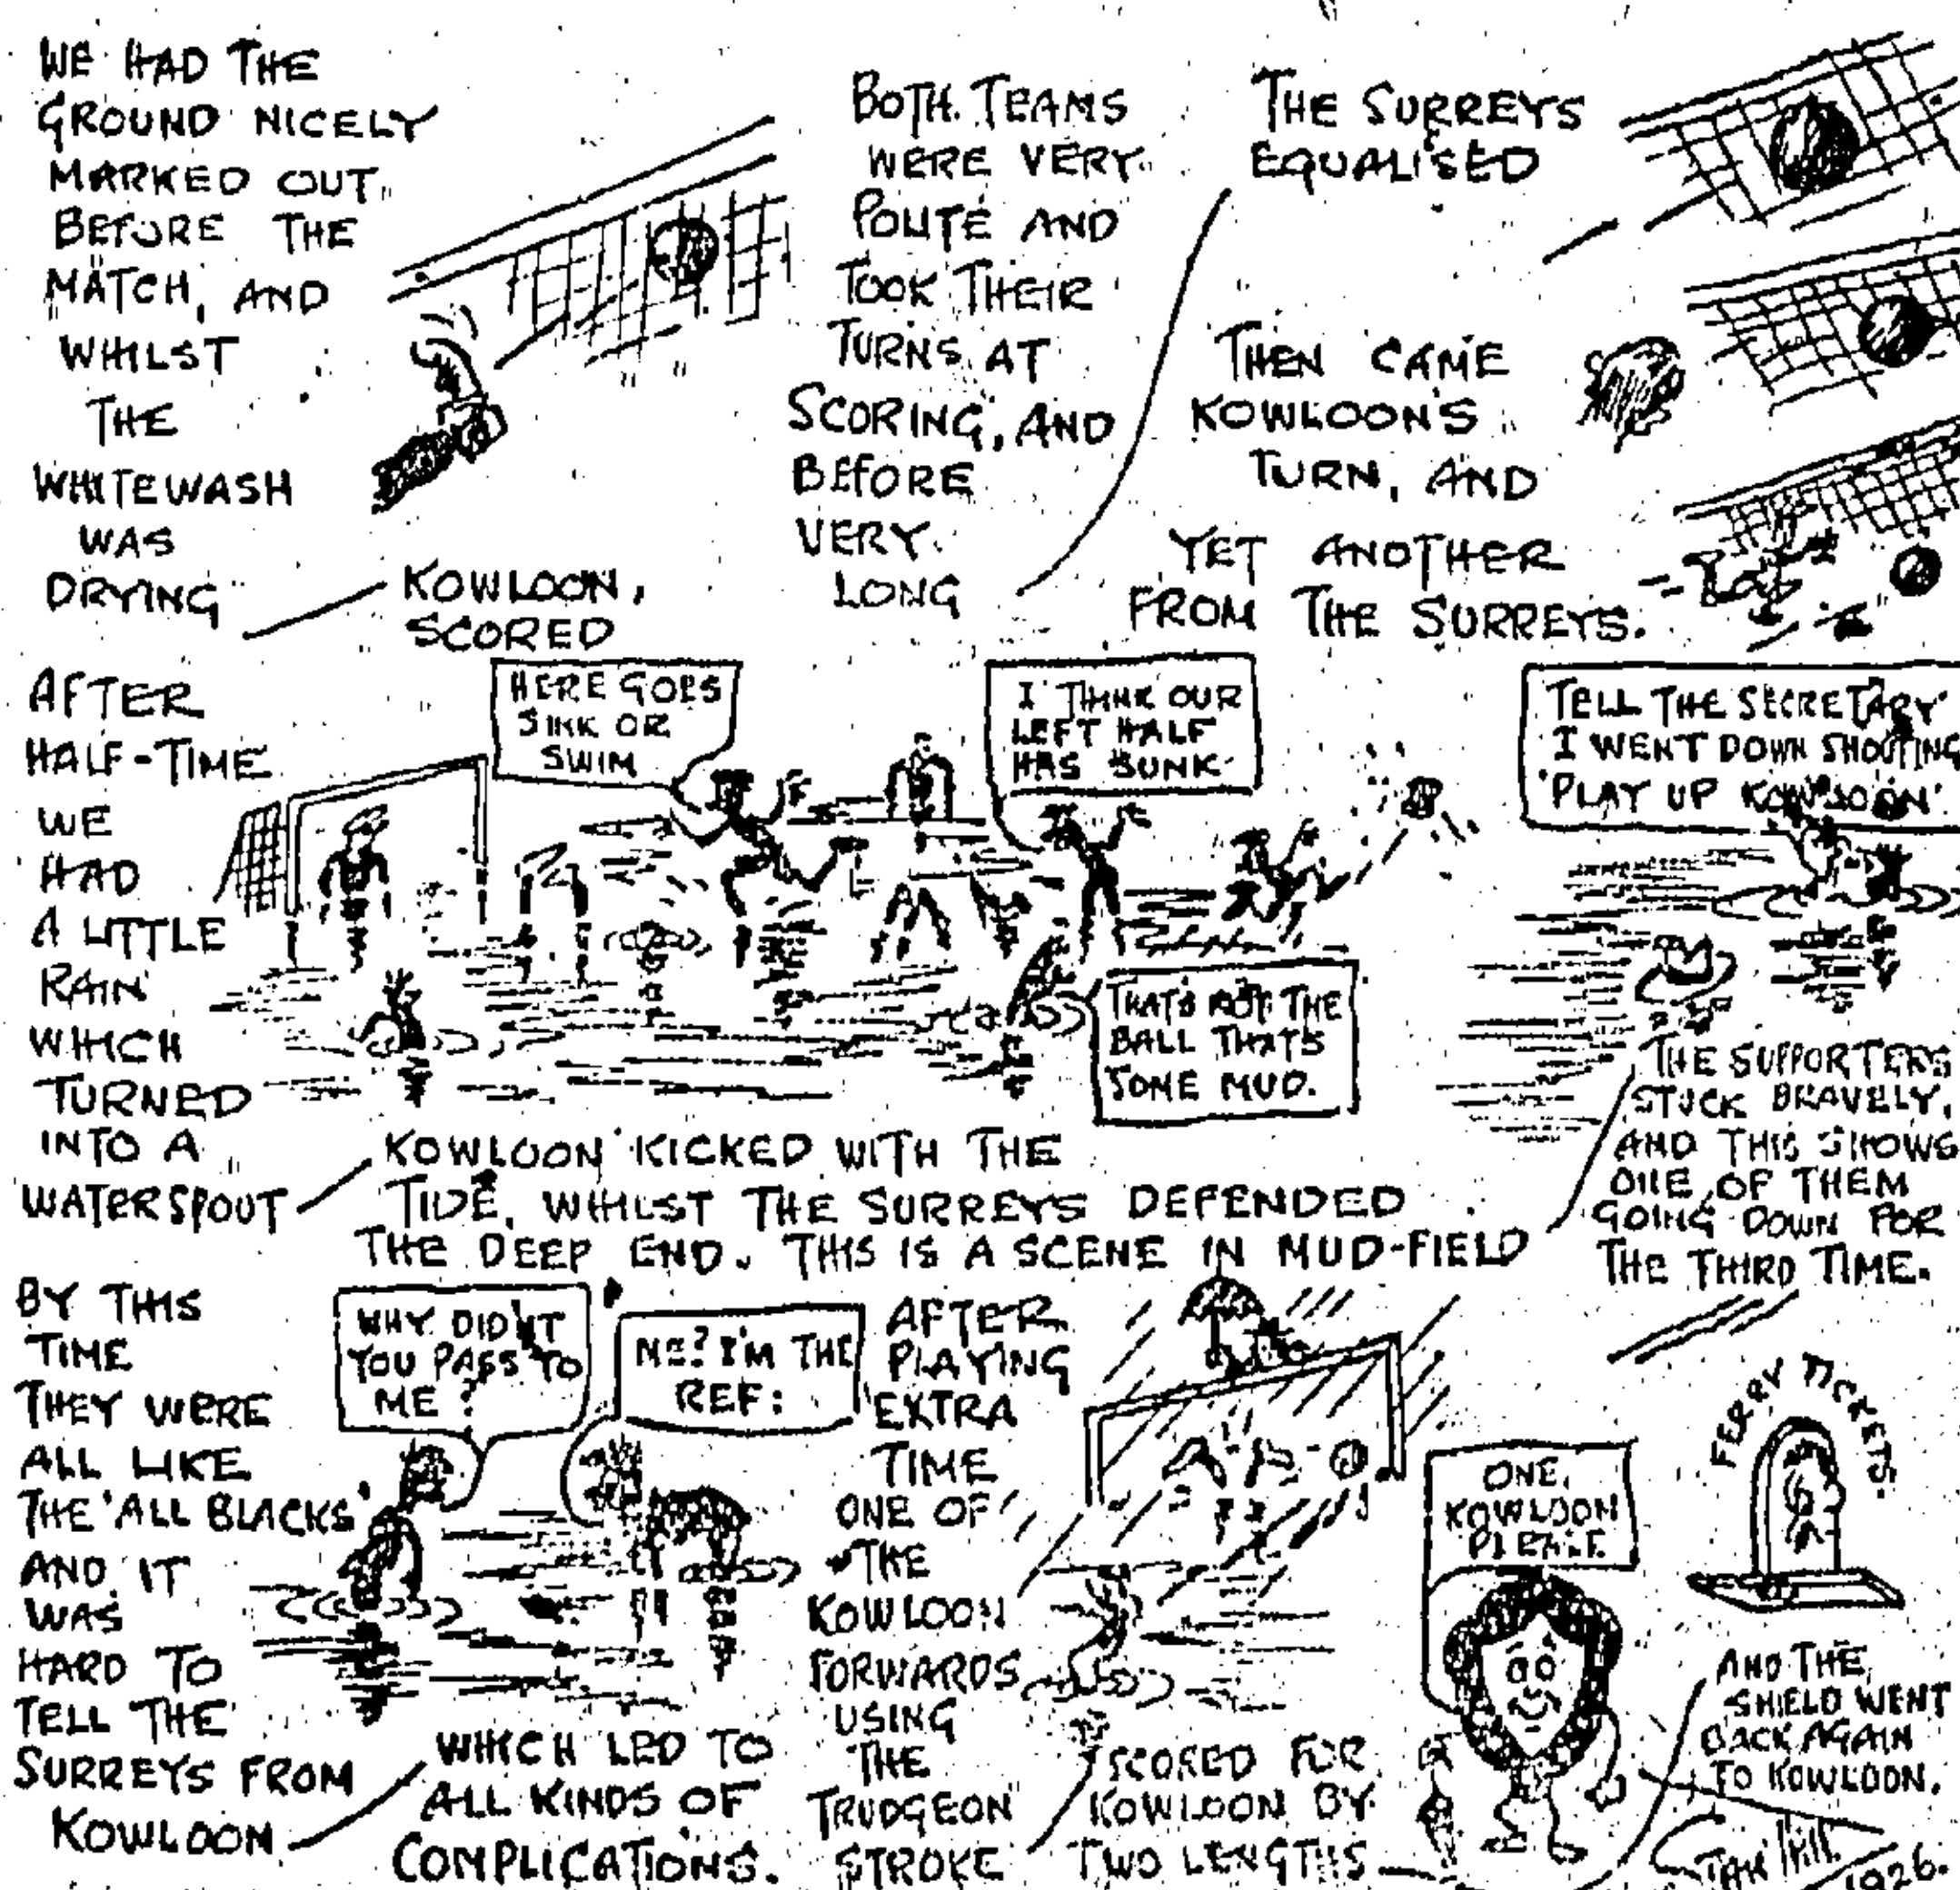 WE HAD THE
GROUND NICELY
MARKED OUT
BEFORE THE
MATCH, AND
WHILST
THE
WHITEWASH
WAS
DRYING
KOWLOON,
SCORED
BOTH TEAMS
WERE VERY
POLITE AND
TOOK THEIR
TURNS AT
SCORING, AND
BEFORE
VERY
LONG
THE SURREYS
EQUALISED
THEN CAME
KOWLOON'S
TURN, AND
YET ANOTHER
FROM THE SURREYS.
AFTER
HALF-TIME
WE
HAD
A LITTLE
RAIN
WHICH
TURNED
INTO A
WATERSPOUT
HERE GOES
SINK OR
SWIM
I THINK OUR
LEFT HALF
HAS SUNK
THAT'S NOT THE
BALL THAT'S
SOME MUD.
KOWLOON KICKED WITH THE
TIDE, WHILST THE SURREYS DEFENDED
THE DEEP END. THIS IS A SCENE IN MUD-FIELD
TELL THE SECRETARY
I WENT DOWN SHOUTING
'PLAY UP KOWLOON'.
THE SUPPORTERS
STUCK BRAVELY,
AND THIS SHOWS
ONE OF THEM
GOING DOWN FOR
THE THIRD TIME.
BY THIS
TIME
THEY WERE
ALL LIKE
THE 'ALL BLACKS'
AND IT
WAS
HARD TO
TELL THE
SURREYS FROM
KOWLOON
WHY DIDN'T
YOU PASS TO
ME?
ME? I'M THE
REF:
WHICH LED TO
ALL KINDS OF
COMPLICATIONS.
AFTER
PLAYING
EXTRA
TIME
ONE OF
THE
KOWLOON
FORWARDS
USING
THE
TRUDGEON
STROKE
SCORED FOR
KOWLOON BY
TWO LENGTHS
FERRY TICKETS.
ONE,
KOWLOON
PLEASE.
AND THE
SHIELD WENT
BACK AGAIN
TO KOWLOON.
1926.